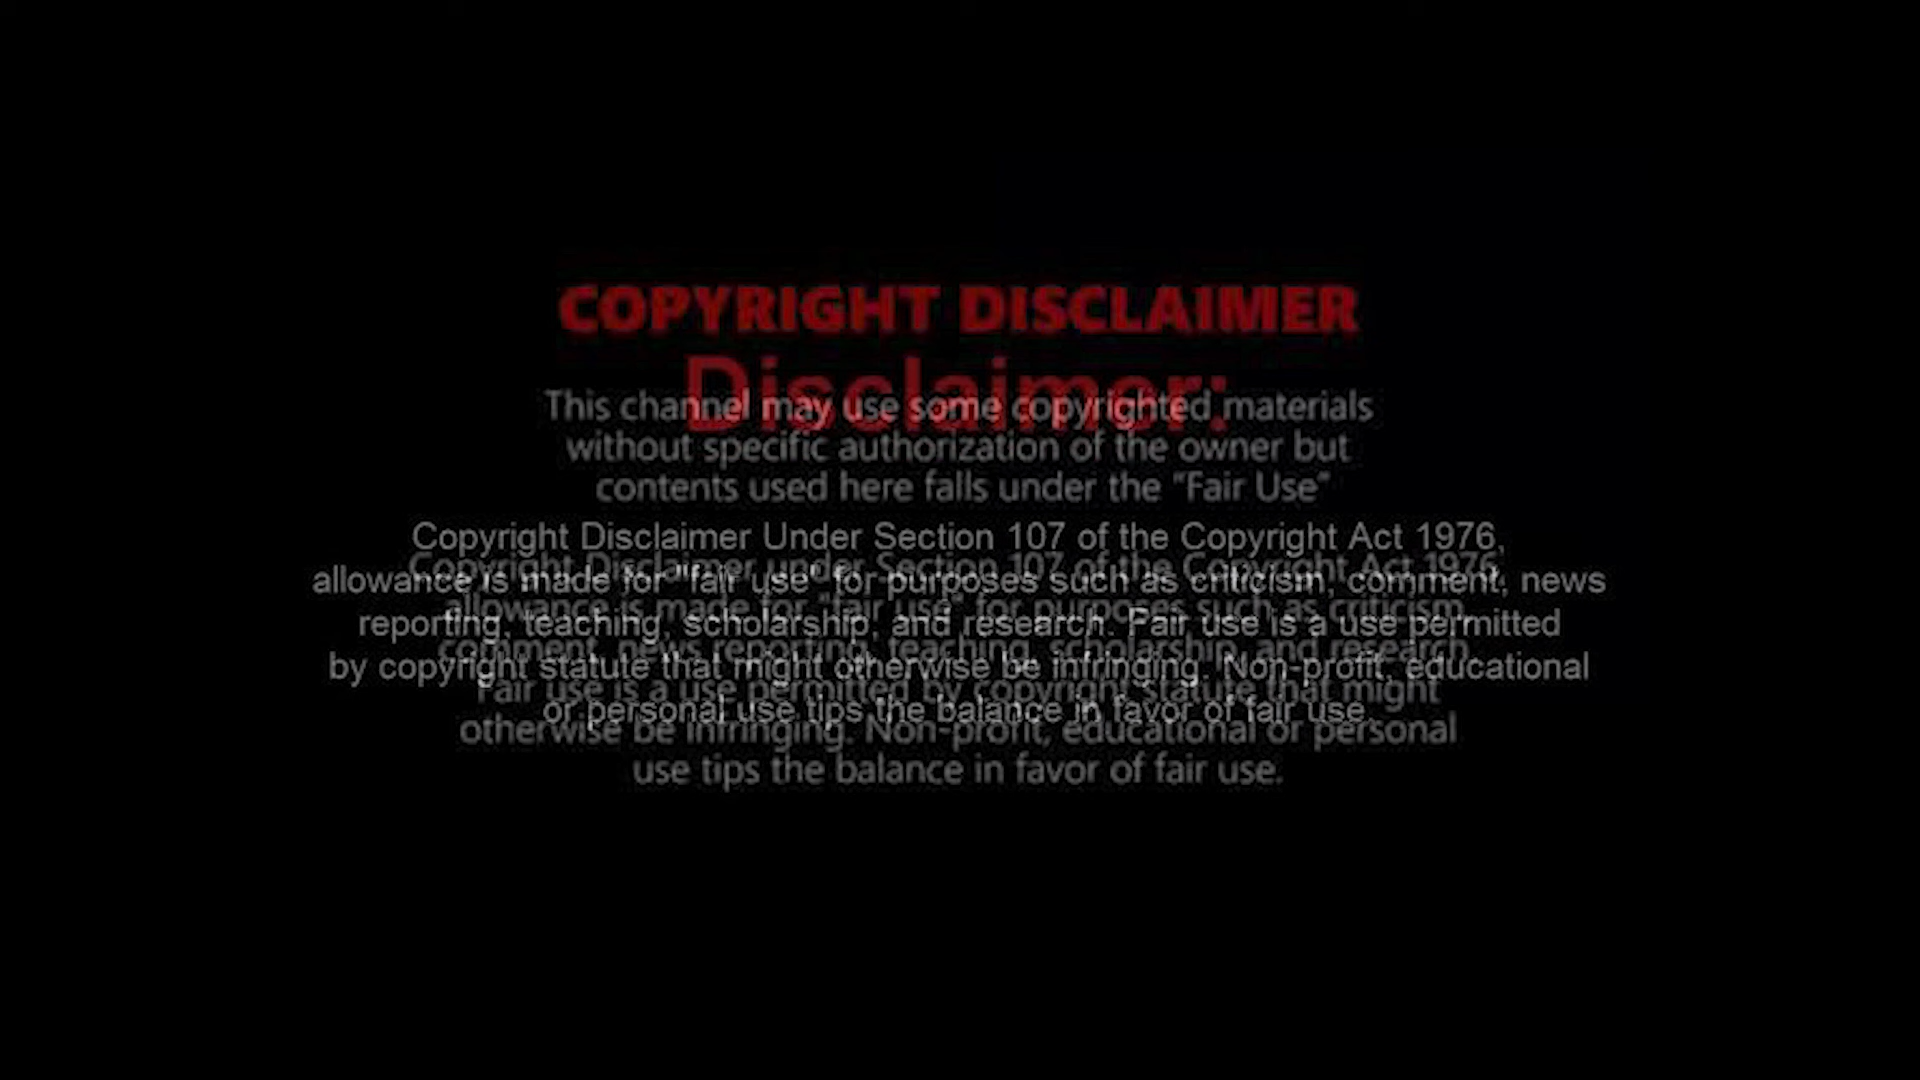 COPYRIGHT DISCLAIMER
Disclaimer:
This channel may use some copyrighted materials
without specific authorization of the owner but
contents used here falls under the "Fair Use"
Copyright Disclaimer Under Section 107 of the Copyright Act 1976,
allowance is made for "fair use" for purposes such as criticism, comment, news
reporting, teaching, scholarship, and research. Fair use is a use permitted
by copyright statute that might otherwise be infringing. Non-profit, educational
or personal use tips the balance in favor of fair use.
Copyright Disclaimer under Section 107 of the Copyright Act 1976,
allowance is made for "fair use" for purposes such as criticism,
comment, news reporting, teaching, scholarship, and research.
Fair use is a use permitted by copyright statute that might
otherwise be infringing. Non-profit, educational or personal
use tips the balance in favor of fair use.